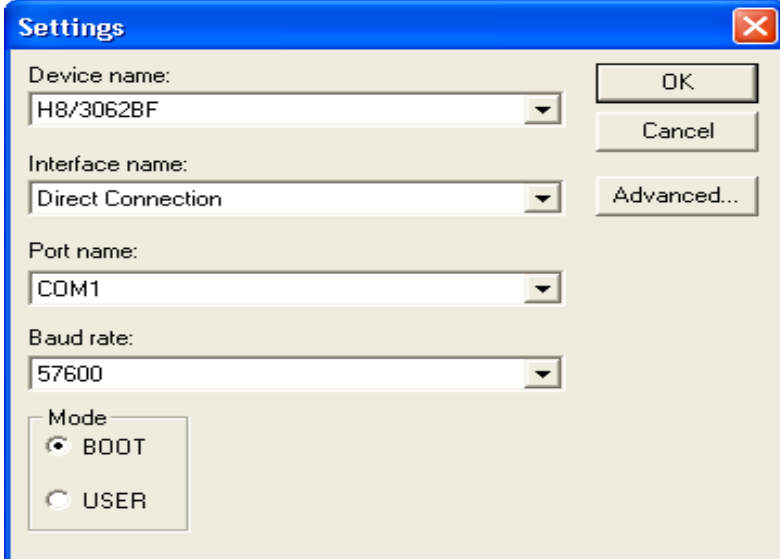 Settings
Device name:
H8/3062BF
OK
Cancel
Interface name:
Direct Connection
Advanced...
Port name:
COM1
Baud rate:
57600
Mode
BOOT
USER